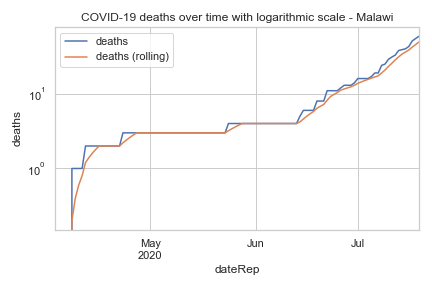 COVID-19 deaths over time with logarithmic scale - Malawi
deaths
deaths (rolling)
10¹
10⁰
deaths
May
2020
Jun
Jul
dateRep